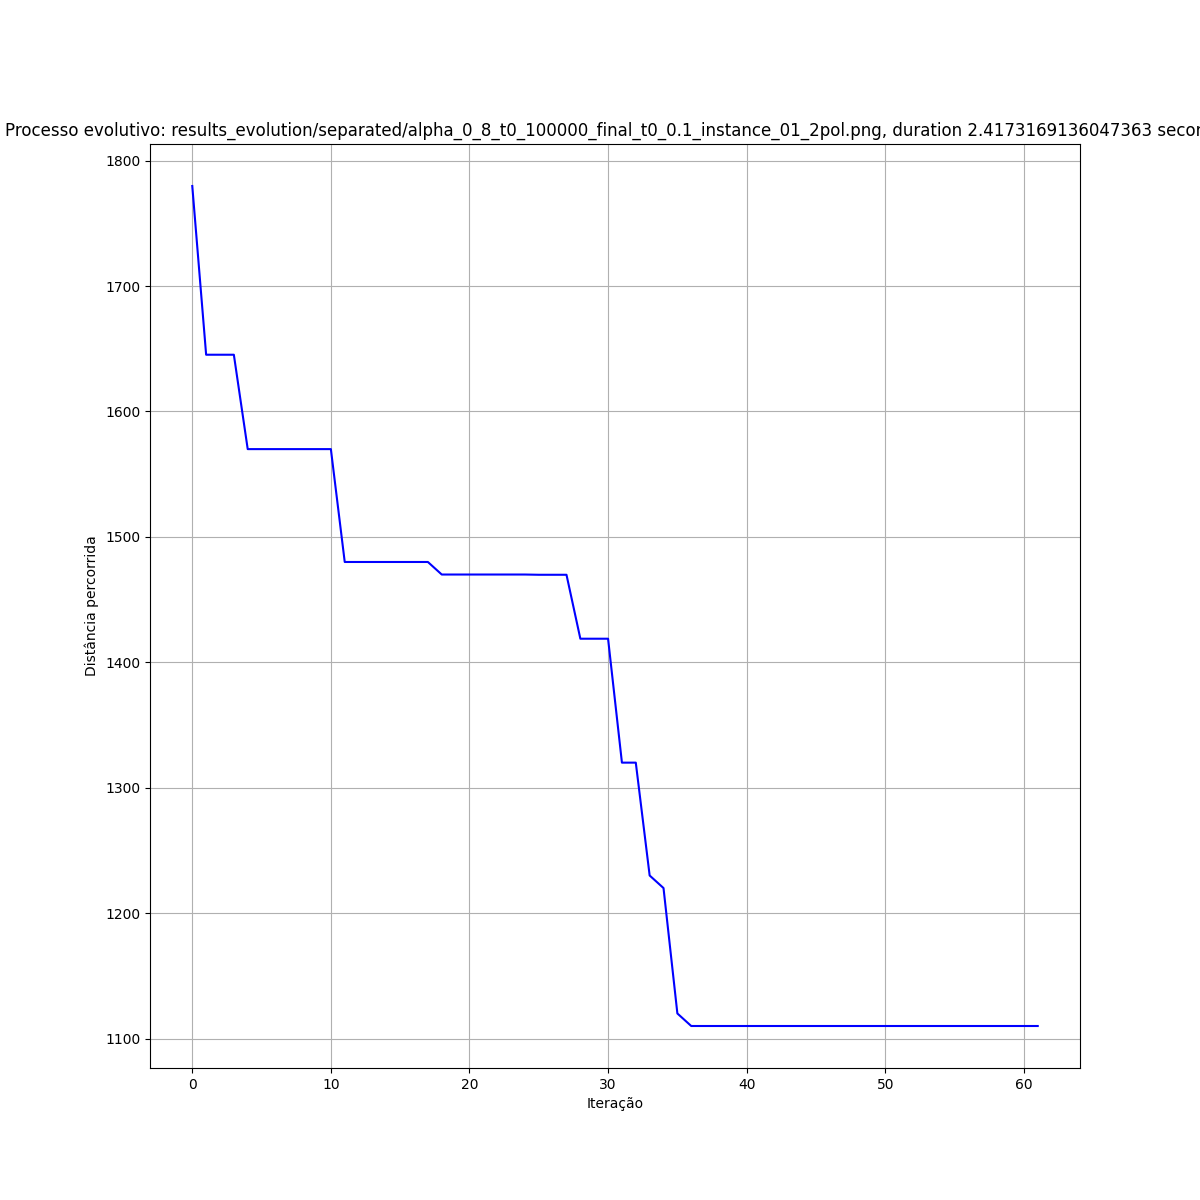 Processo evolutivo: results_evolution/separated/alpha_0_8_t0_100000_final_t0_0.1_instance_01_2pol.png, duration 2.4173169136047363
1800
1700
1600
1500
1400
1300
1200
1100
Distância percorrida
0 10 20 30 40 50 60
Iteração